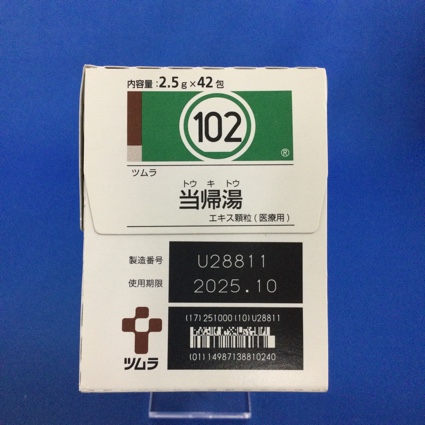 内容量：2.5g×42包
102
®
ツムラ
トウ キ トウ
当帰湯
エキス顆粒(医療用)
製造番号
U28811
使用期限
2025.10
(17)251000(10)U28811
(01)14987138810240
ツムラ